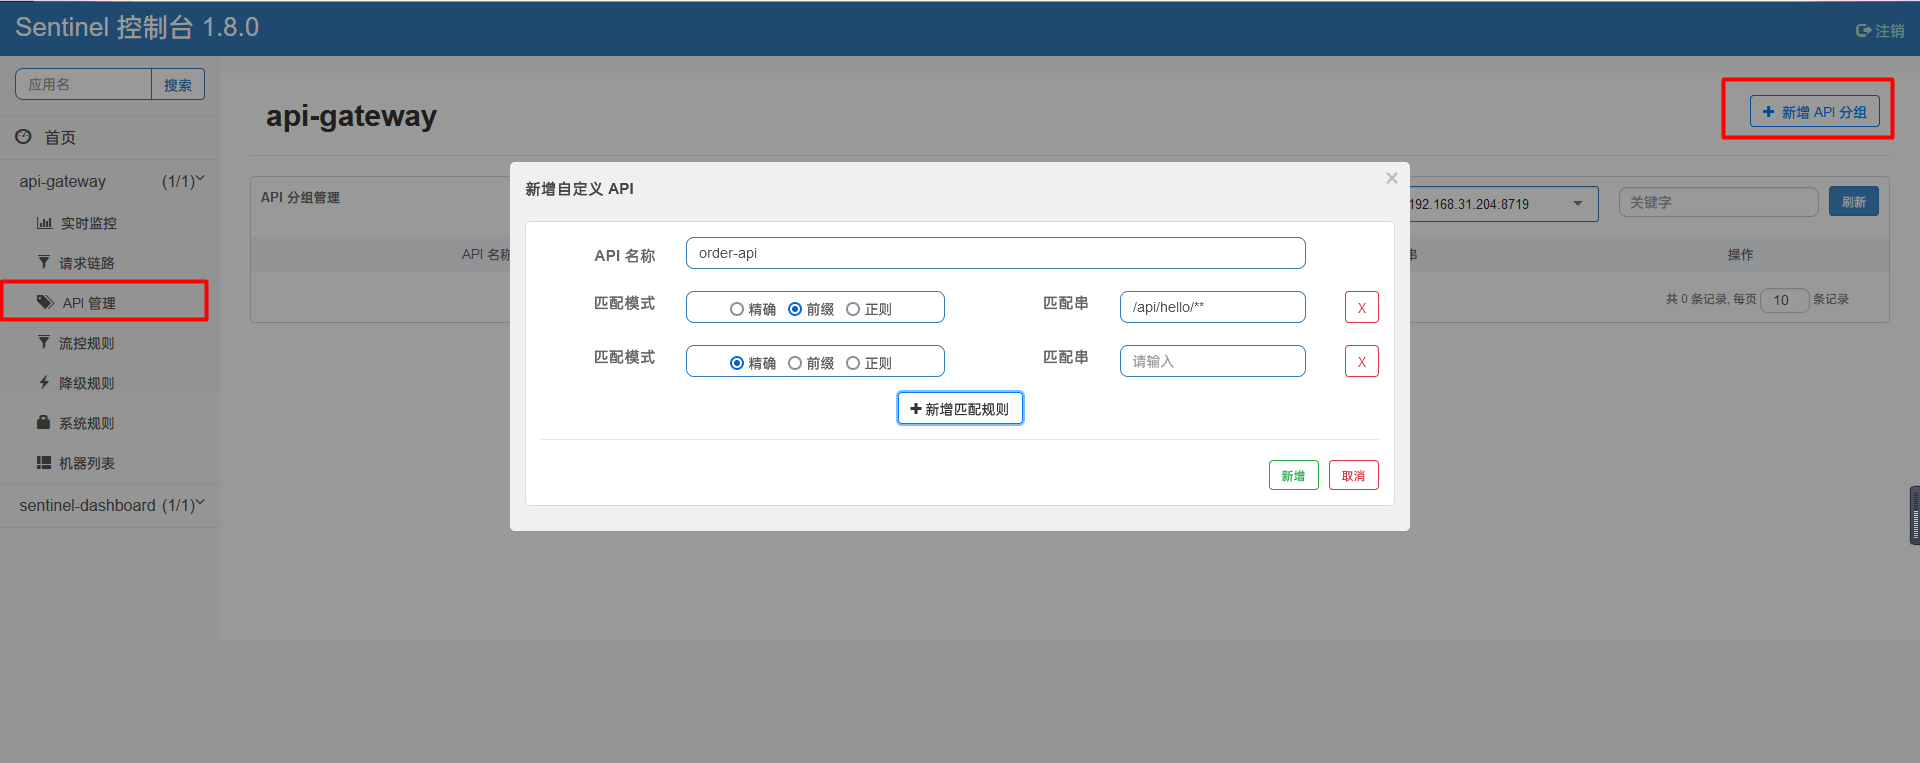 Sentinel 控制台 1.8.0
注销
应用名
搜索
首页
api-gateway (1/1)
实时监控
请求链路
API 管理
流控规则
降级规则
系统规则
机器列表
sentinel-dashboard (1/1)
api-gateway
+ 新增 API 分组
API 分组管理
192.168.31.204:8719
关键字
刷新
API 名称
串
操作
共 0 条记录, 每页 10 条记录
新增自定义 API
×
API 名称
order-api
匹配模式
精确 前缀 正则
匹配串
/api/hello/**
X
匹配模式
精确 前缀 正则
匹配串
请输入
X
+ 新增匹配规则
新增
取消